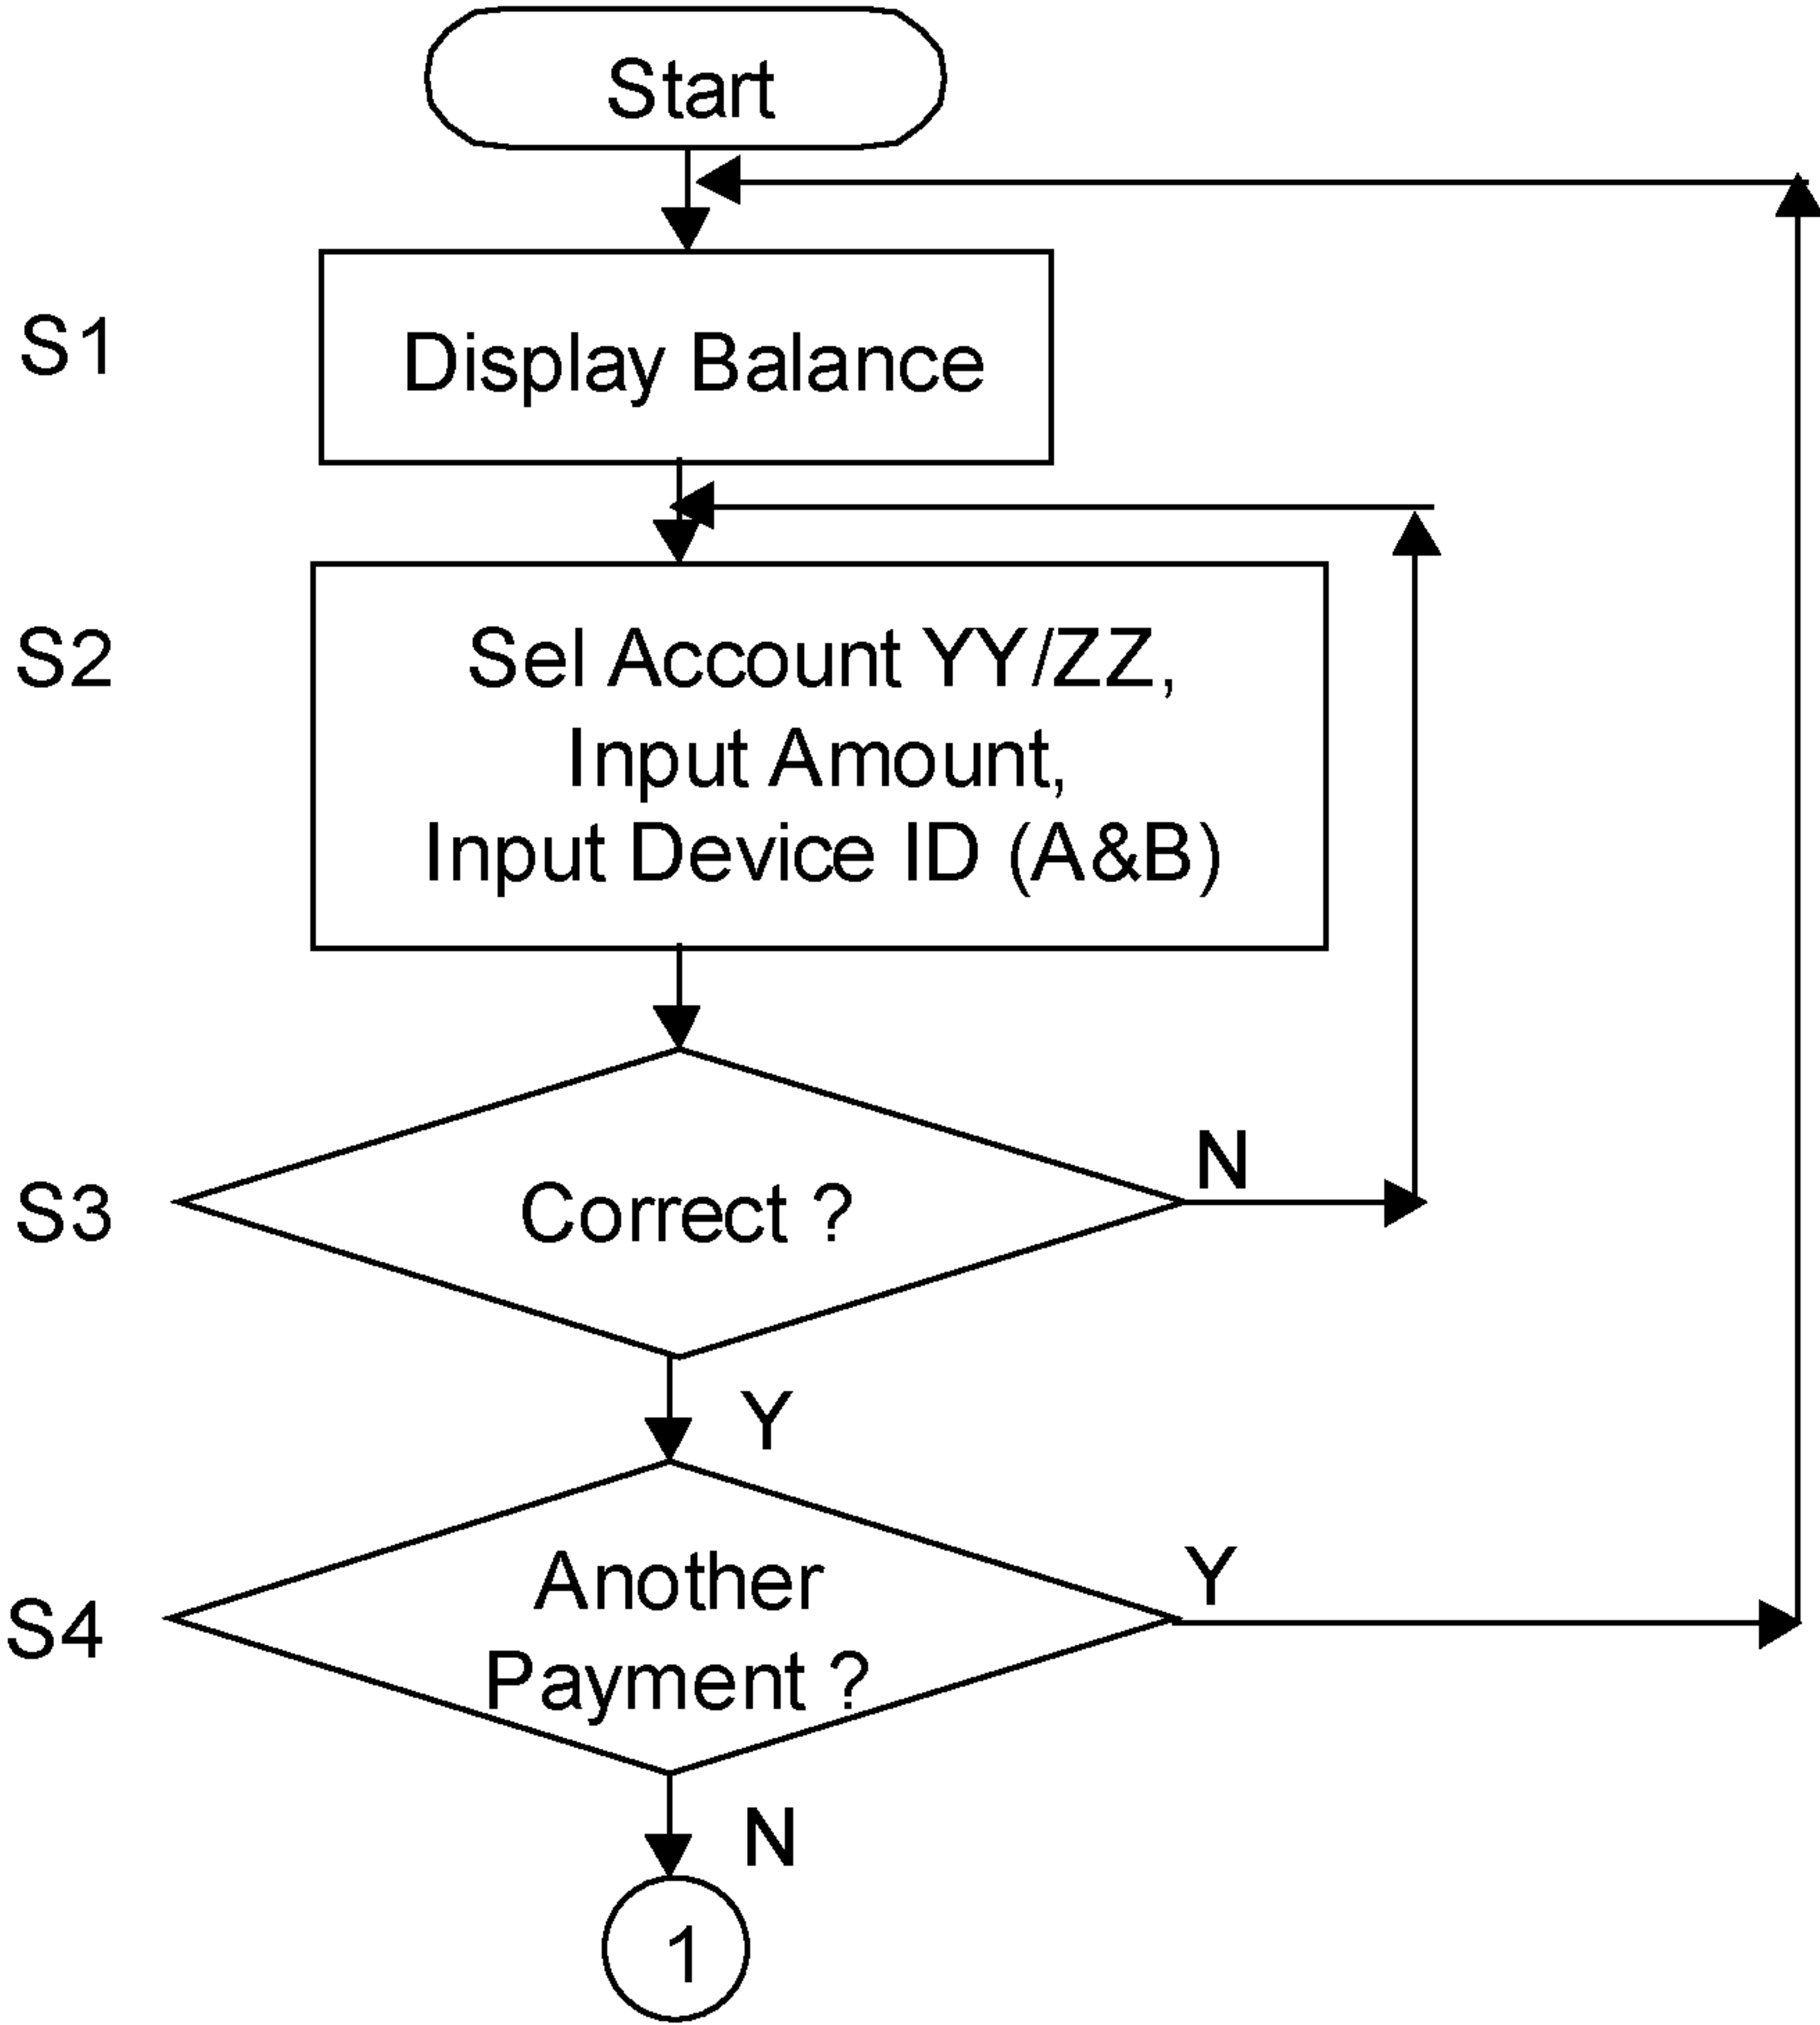 Start
S1
Display Balance
S2
Sel Account YY/ZZ,
Input Amount,
Input Device ID (A&B)
S3
Correct ?
N
Y
S4
Another
Payment ?
Y
N
1